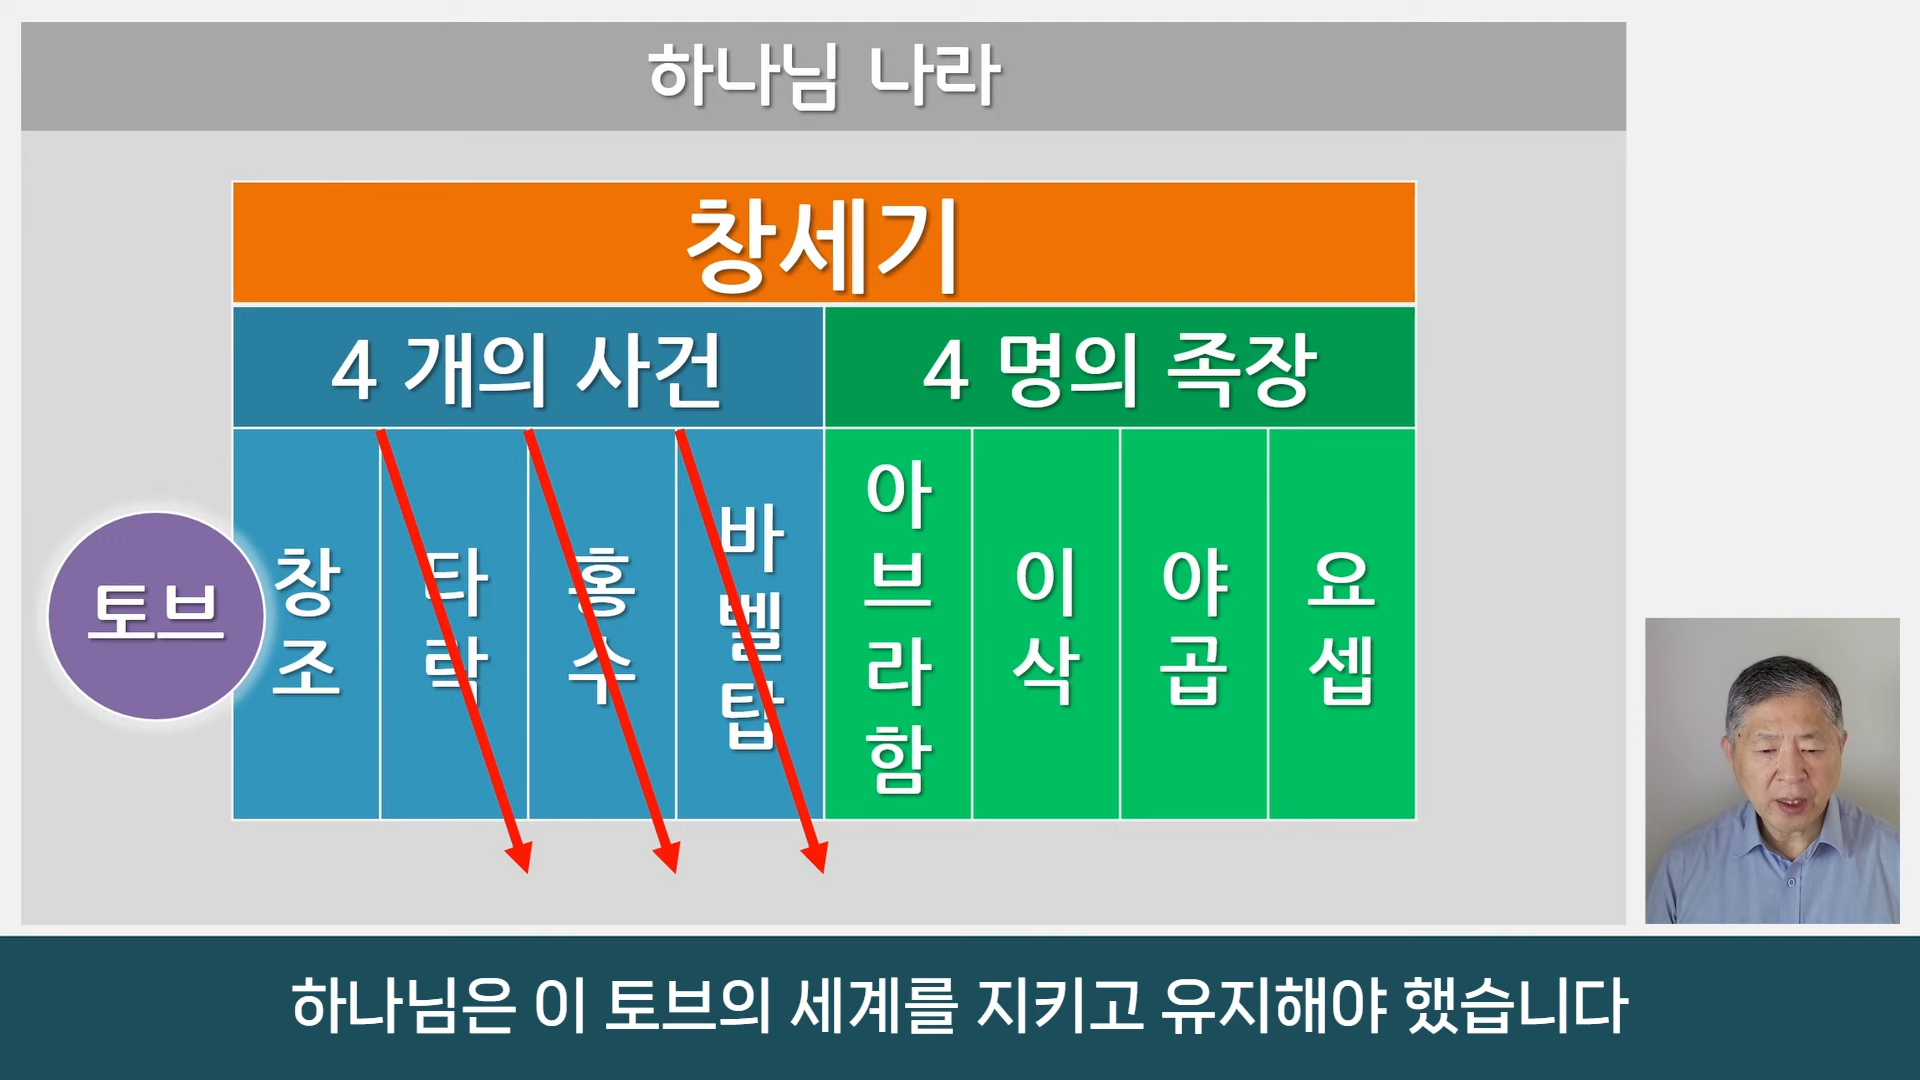 하나님 나라
창세기
4 개의 사건
4 명의 족장
토브
창조
타락
홍수
바벨탑
아브라함
이삭
야곱
요셉
하나님은 이 토브의 세계를 지키고 유지해야 했습니다